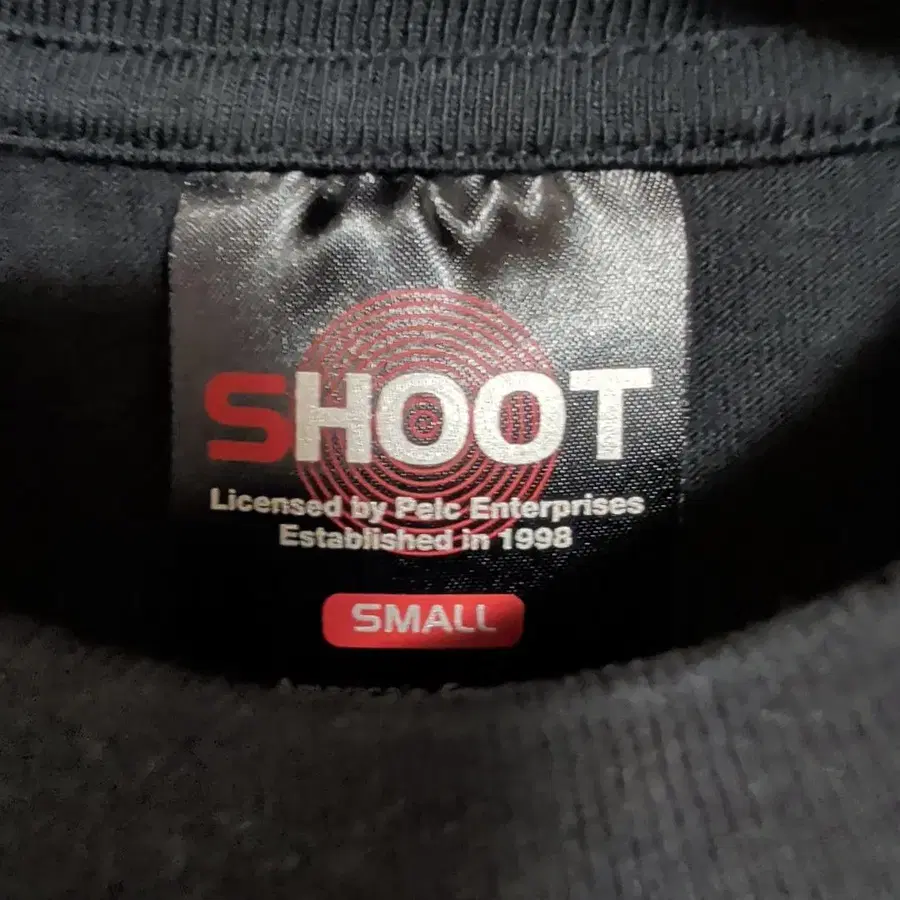 SHOOT
Licensed by Pelc Enterprises
Established in 1998
SMALL